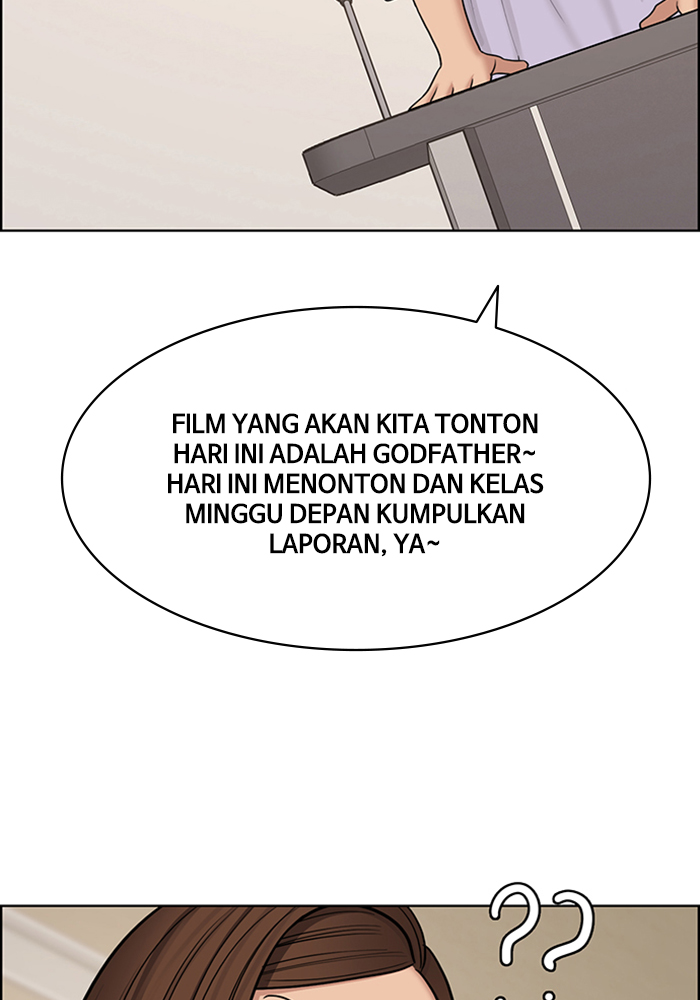 FILM YANG AKAN KITA TONTON
HARI INI ADALAH GODFATHER~
HARI INI MENONTON DAN KELAS
MINGGU DEPAN KUMPULKAN
LAPORAN, YA~
??